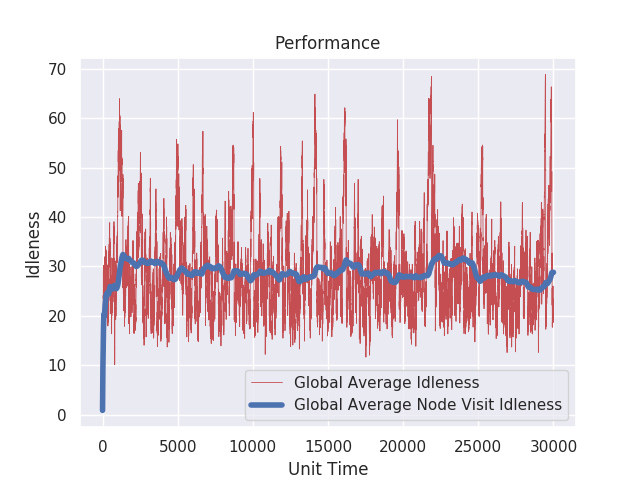 Performance
70
60
50
40
30
20
10
0
Idleness
Global Average Idleness
Global Average Node Visit Idleness
0 5000 10000 15000 20000 25000 30000
Unit Time